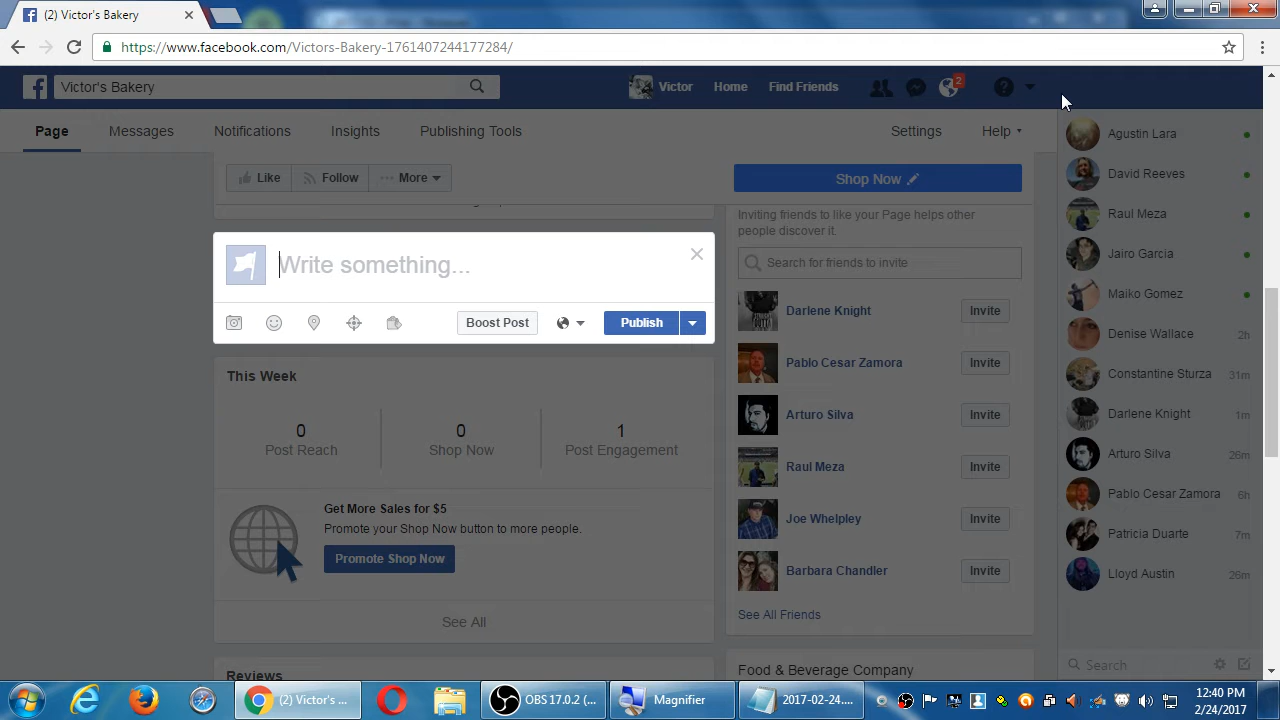 (2) Victor's Bakery
https://www.facebook.com/Victors-Bakery-1761407244177284/
Victor's Bakery
Victor
Home
Find Friends
2
Page
Messages
Notifications
Insights
Publishing Tools
Settings
Help
Like
Follow
More
Shop Now
Inviting friends to like your Page helps other
people discover it.
Search for friends to invite
Write something...
Boost Post
Publish
This Week
0
Post Reach
0
Shop Now
1
Post Engagement
Get More Sales for $5
Promote your Shop Now button to more people.
Promote Shop Now
See All
Reviews
Darlene Knight
Invite
Pablo Cesar Zamora
Invite
Arturo Silva
Invite
Raul Meza
Invite
Joe Whelpley
Invite
Barbara Chandler
Invite
See All Friends
Food & Beverage Company
Agustin Lara
David Reeves
Raul Meza
Jairo Garcia
Maiko Gomez
Denise Wallace 2h
Constantine Sturza 31m
Darlene Knight 1m
Arturo Silva 26m
Pablo Cesar Zamora 6h
Patricia Duarte 7m
Lloyd Austin 26m
Search
(2) Victor's ...
OBS 17.0.2 (...
Magnifier
2017-02-24....
12:40 PM
2/24/2017